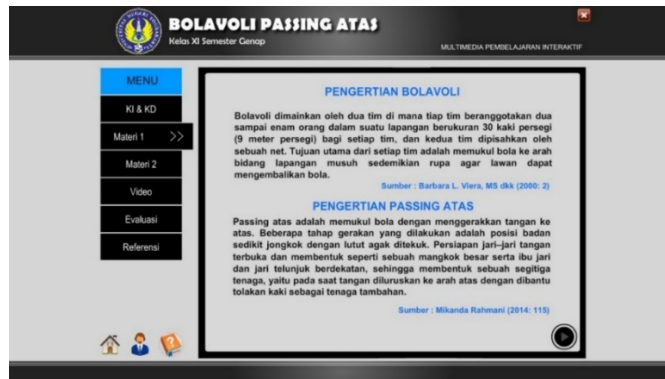 BOLAVOLI PASSING ATAS
Kelas XI Semester Genap
MULTIMEDIA PEMBELAJARAN INTERAKTIF
MENU
KI & KD
Materi 1 >>
Materi 2
Video
Evaluasi
Referensi
PENGERTIAN BOLAVOLI
Bolavoli dimainkan oleh dua tim di mana tiap tim beranggotakan dua
sampai enam orang dalam suatu lapangan berukuran 30 kaki persegi
(9 meter persegi) bagi setiap tim, dan kedua tim dipisahkan oleh
sebuah net. Tujuan utama dari setiap tim adalah memukul bola ke arah
bidang lapangan musuh sedemikian rupa agar lawan dapat
mengembalikan bola.
Sumber : Barbara L. Viera, MS dkk (2000: 2)
PENGERTIAN PASSING ATAS
Passing atas adalah memukul bola dengan menggerakkan tangan ke
atas. Beberapa tahap gerakan yang dilakukan adalah posisi badan
sedikit jongkok dengan lutut agak ditekuk. Persiapan jari–jari tangan
terbuka dan membentuk seperti sebuah mangkok besar serta ibu jari
dan jari telunjuk berdekatan, sehingga membentuk sebuah segitiga
tenaga, yaitu pada saat tangan diluruskan ke arah atas dengan dibantu
tolakan kaki sebagai tenaga tambahan.
Sumber : Mikanda Rahmani (2014: 115)